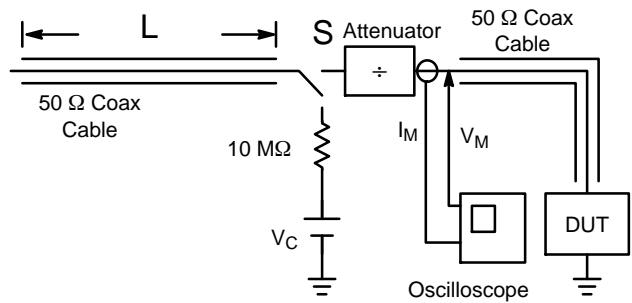 L
S
Attenuator
÷
50 Ω Coax
Cable
50 Ω Coax
Cable
10 MΩ
I_M
V_M
V_C
DUT
Oscilloscope